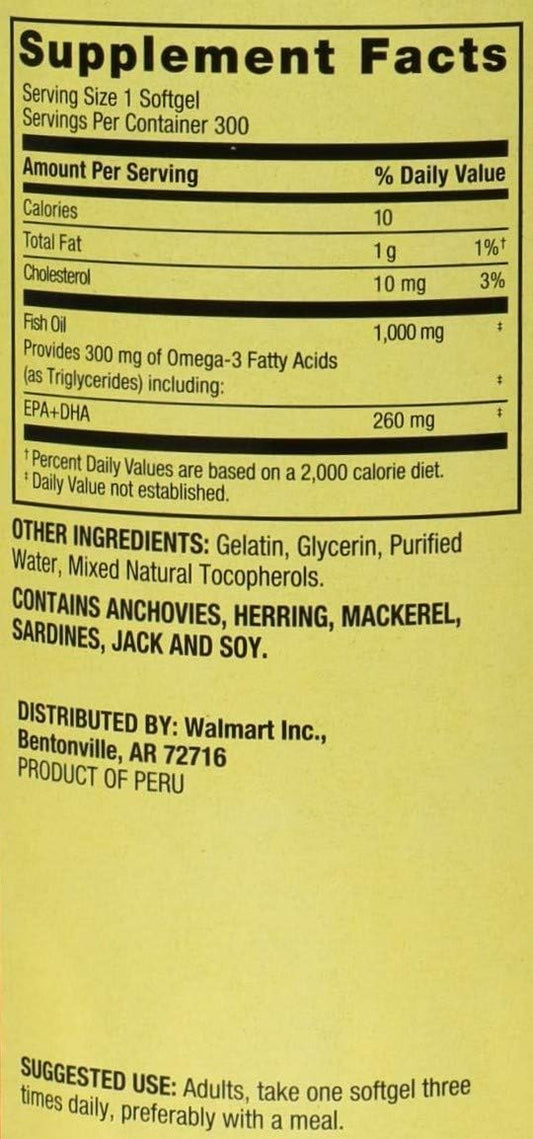 Supplement Facts
Serving Size 1 Softgel
Servings Per Container 300
Amount Per Serving % Daily Value
Calories 10
Total Fat 1 g 1%†
Cholesterol 10 mg 3%
Fish Oil 1,000 mg ‡
Provides 300 mg of Omega-3 Fatty Acids
(as Triglycerides) including: ‡
EPA+DHA 260 mg ‡
† Percent Daily Values are based on a 2,000 calorie diet.
‡ Daily Value not established.
OTHER INGREDIENTS: Gelatin, Glycerin, Purified
Water, Mixed Natural Tocopherols.
CONTAINS ANCHOVIES, HERRING, MACKEREL,
SARDINES, JACK AND SOY.
DISTRIBUTED BY: Walmart Inc.,
Bentonville, AR 72716
PRODUCT OF PERU
SUGGESTED USE: Adults, take one softgel three
times daily, preferably with a meal.